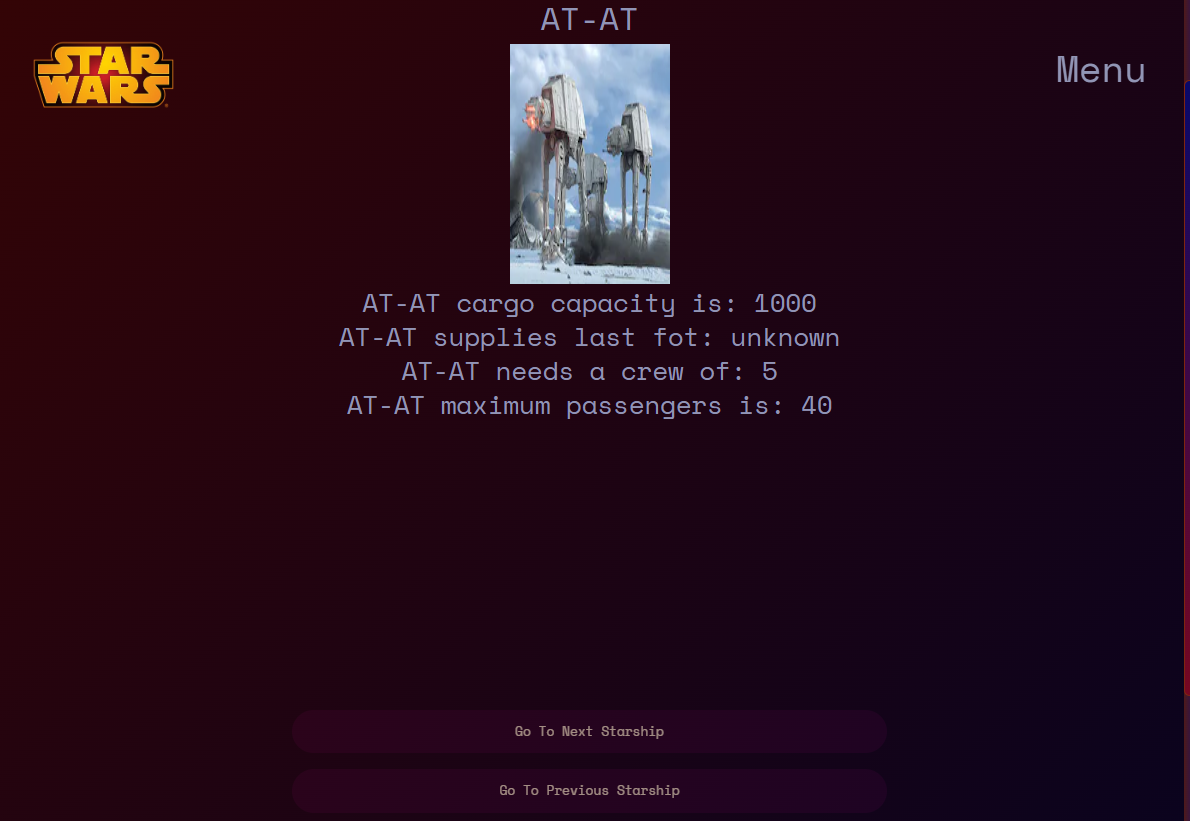 AT-AT
STAR
WARS
Menu
AT-AT cargo capacity is: 1000
AT-AT supplies last fot: unknown
AT-AT needs a crew of: 5
AT-AT maximum passengers is: 40
Go To Next Starship
Go To Previous Starship